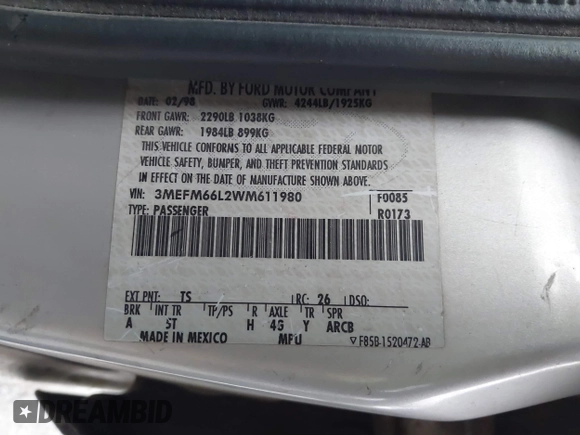 MFD. BY FORD MOTOR COMPANY
DATE: 02/98 GVWR: 4244LB/1925KG
FRONT GAWR: 2290LB 1038KG
REAR GAWR: 1984LB 899KG
THIS VEHICLE CONFORMS TO ALL APPLICABLE FEDERAL MOTOR
VEHICLE SAFETY, BUMPER, AND THEFT PREVENTION STANDARDS
IN EFFECT ON THE DATE OF MANUFACTURE SHOWN ABOVE.
VIN: 3MEFM66L2WM611980 F0085
TYPE: PASSENGER R0173
EXT PNT: TS RC: 26 DSO:
BRK INT TR TP/PS R AXLE TR SPR
A ST H 4G Y ARCB
MADE IN MEXICO MFU F85B-1520472-AB
DREAMBID